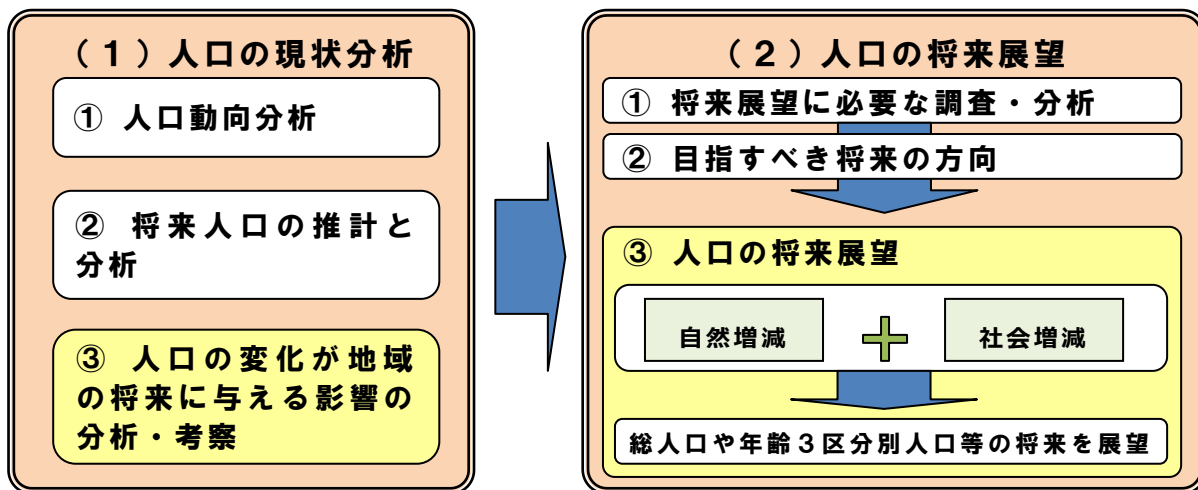 （１）人口の現状分析
① 人口動向分析
② 将来人口の推計と
分析
③ 人口の変化が地域
の将来に与える影響の
分析・考察
（２）人口の将来展望
① 将来展望に必要な調査・分析
② 目指すべき将来の方向
③ 人口の将来展望
自然増減
社会増減
総人口や年齢３区分別人口等の将来を展望